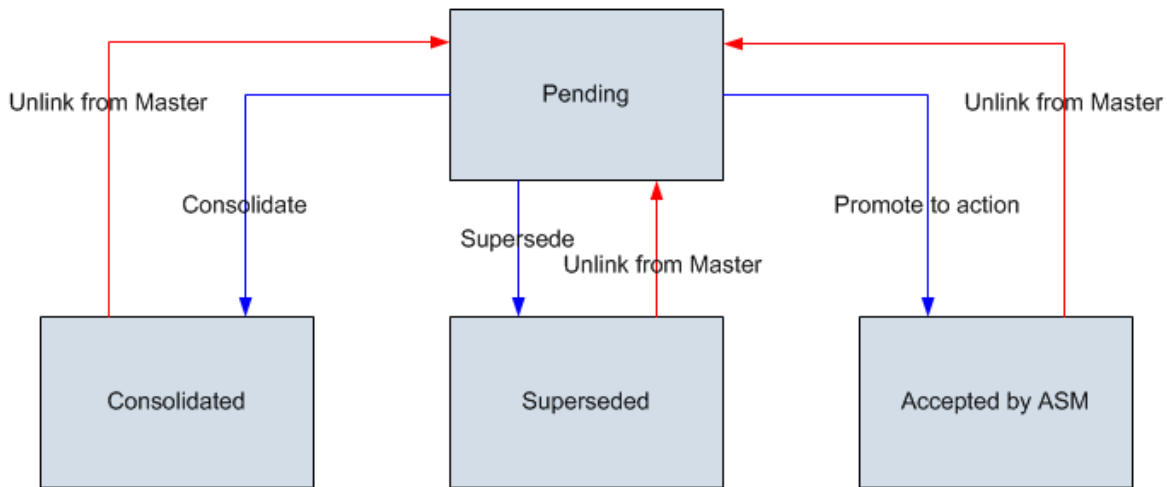 Pending
Unlink from Master
Unlink from Master
Consolidate
Promote to action
Supersede
Unlink from Master
Consolidated
Superseded
Accepted by ASM